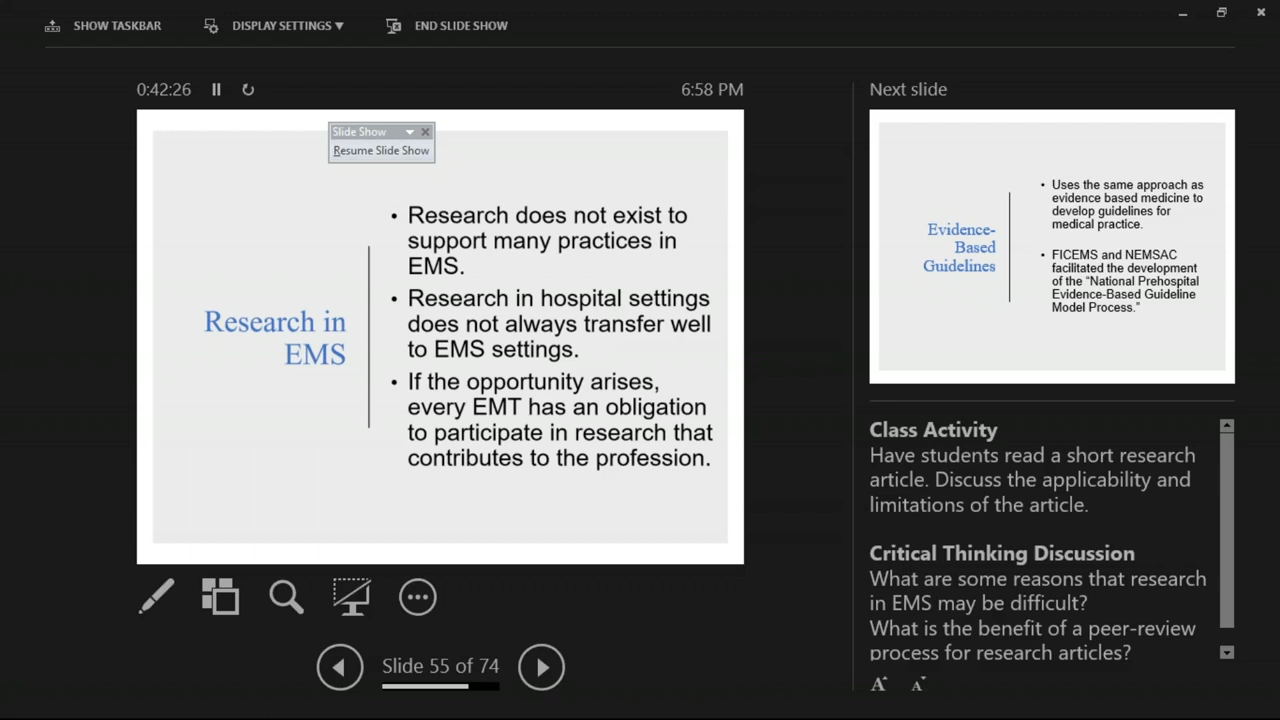 SHOW TASKBAR
DISPLAY SETTINGS ▼
END SLIDE SHOW
0:42:26
6:58 PM
Slide Show
Resume Slide Show
Research in
EMS
• Research does not exist to
support many practices in
EMS.
• Research in hospital settings
does not always transfer well
to EMS settings.
• If the opportunity arises,
every EMT has an obligation
to participate in research that
contributes to the profession.
Slide 55 of 74
Next slide
Evidence-
Based
Guidelines
• Uses the same approach as
evidence based medicine to
develop guidelines for
medical practice.
• FICEMS and NEMSAC
facilitated the development
of the “National Prehospital
Evidence-Based Guideline
Model Process.”
Class Activity
Have students read a short research
article. Discuss the applicability and
limitations of the article.
Critical Thinking Discussion
What are some reasons that research
in EMS may be difficult?
What is the benefit of a peer-review
process for research articles?
A A